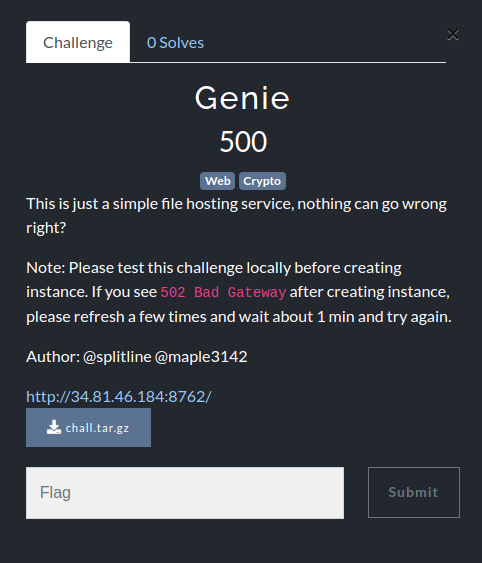 Challenge
0 Solves
×
Genie
500
Web Crypto
This is just a simple file hosting service, nothing can go wrong
right?
Note: Please test this challenge locally before creating
instance. If you see 502 Bad Gateway after creating instance,
please refresh a few times and wait about 1 min and try again.
Author: @splitline @maple3142
http://34.81.46.184:8762/
chall.tar.gz
Flag
Submit